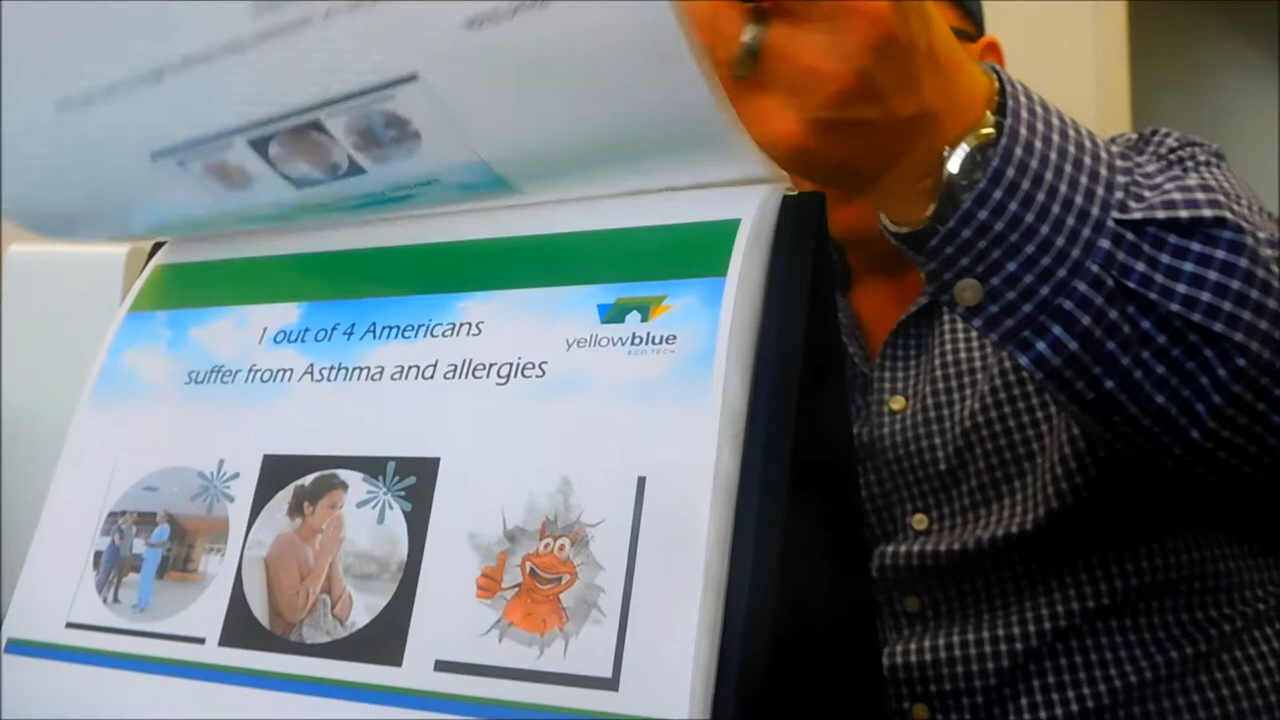 1 out of 4 Americans
suffer from Asthma and allergies
yellowblue
ECO TECH